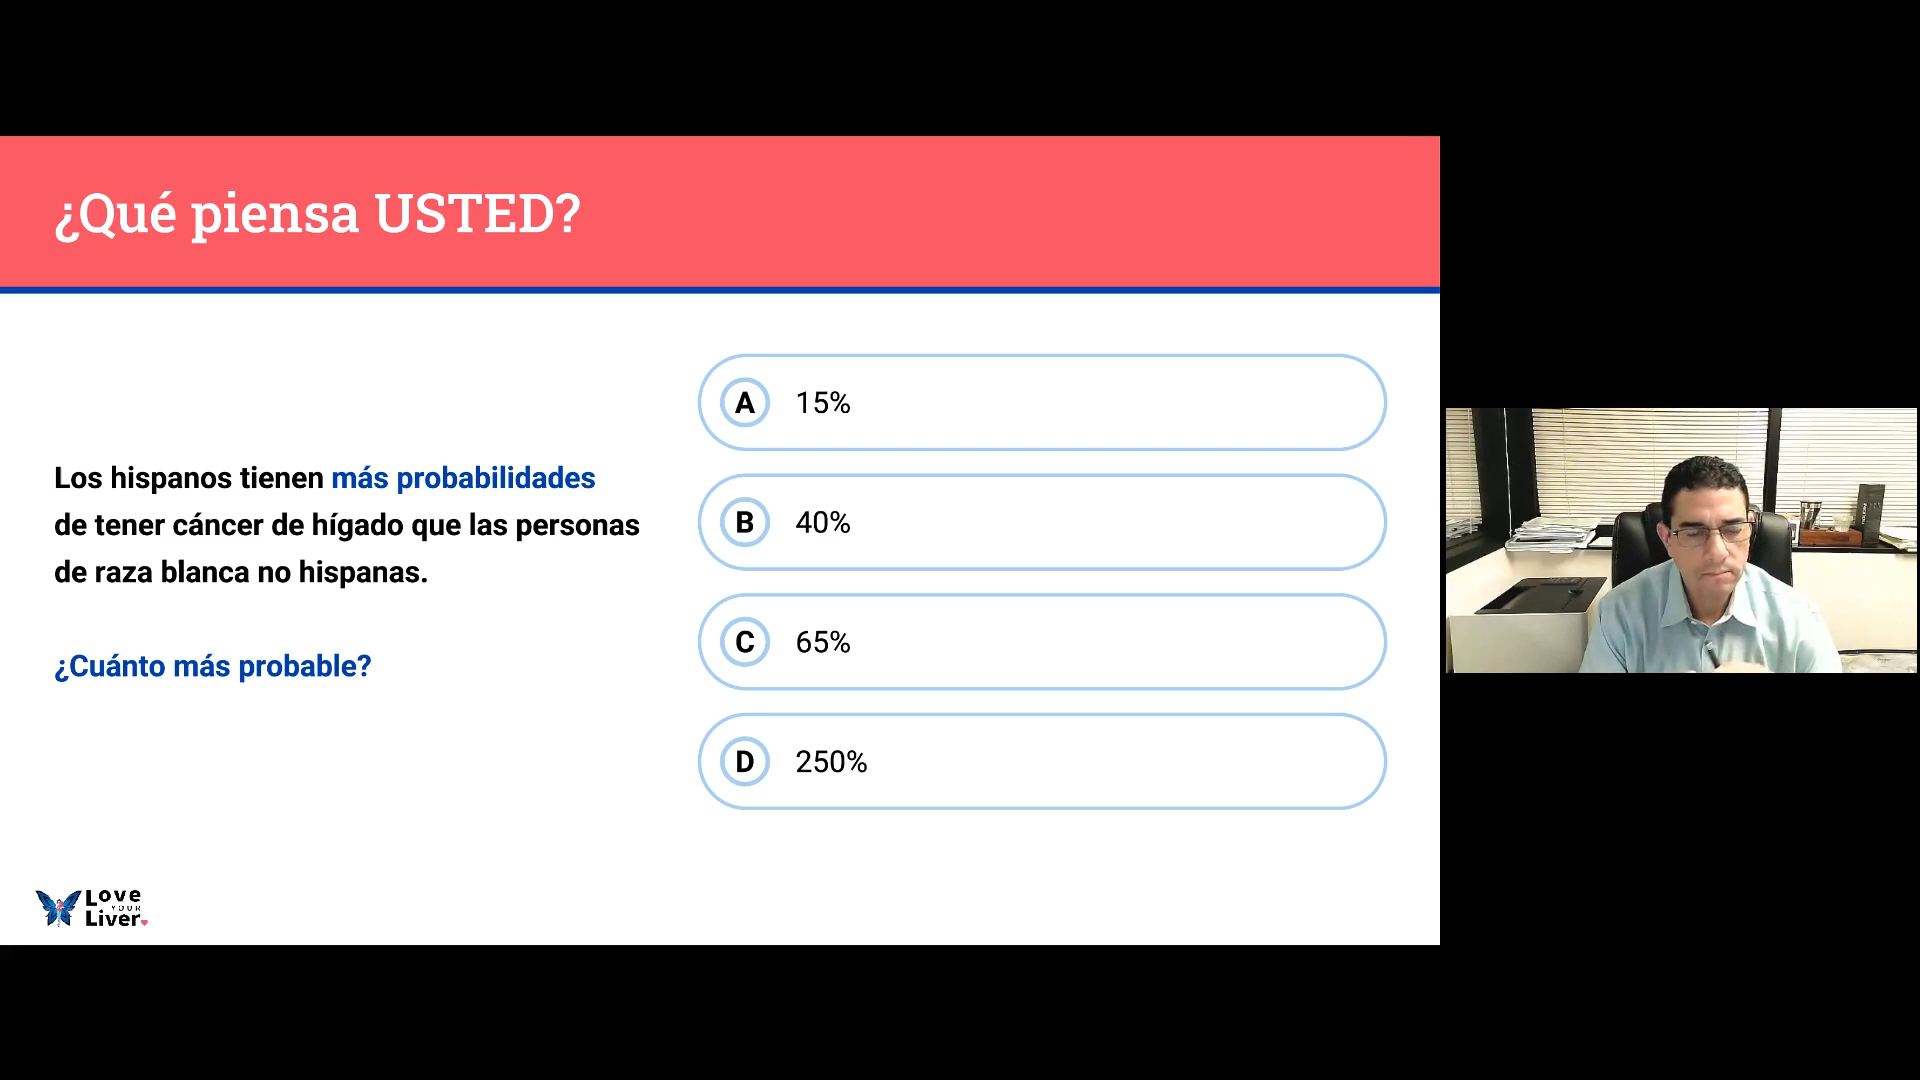 ¿Qué piensa USTED?
Los hispanos tienen más probabilidades
de tener cáncer de hígado que las personas
de raza blanca no hispanas.
¿Cuánto más probable?
A 15%
B 40%
C 65%
D 250%
Love
YOUR
Liver